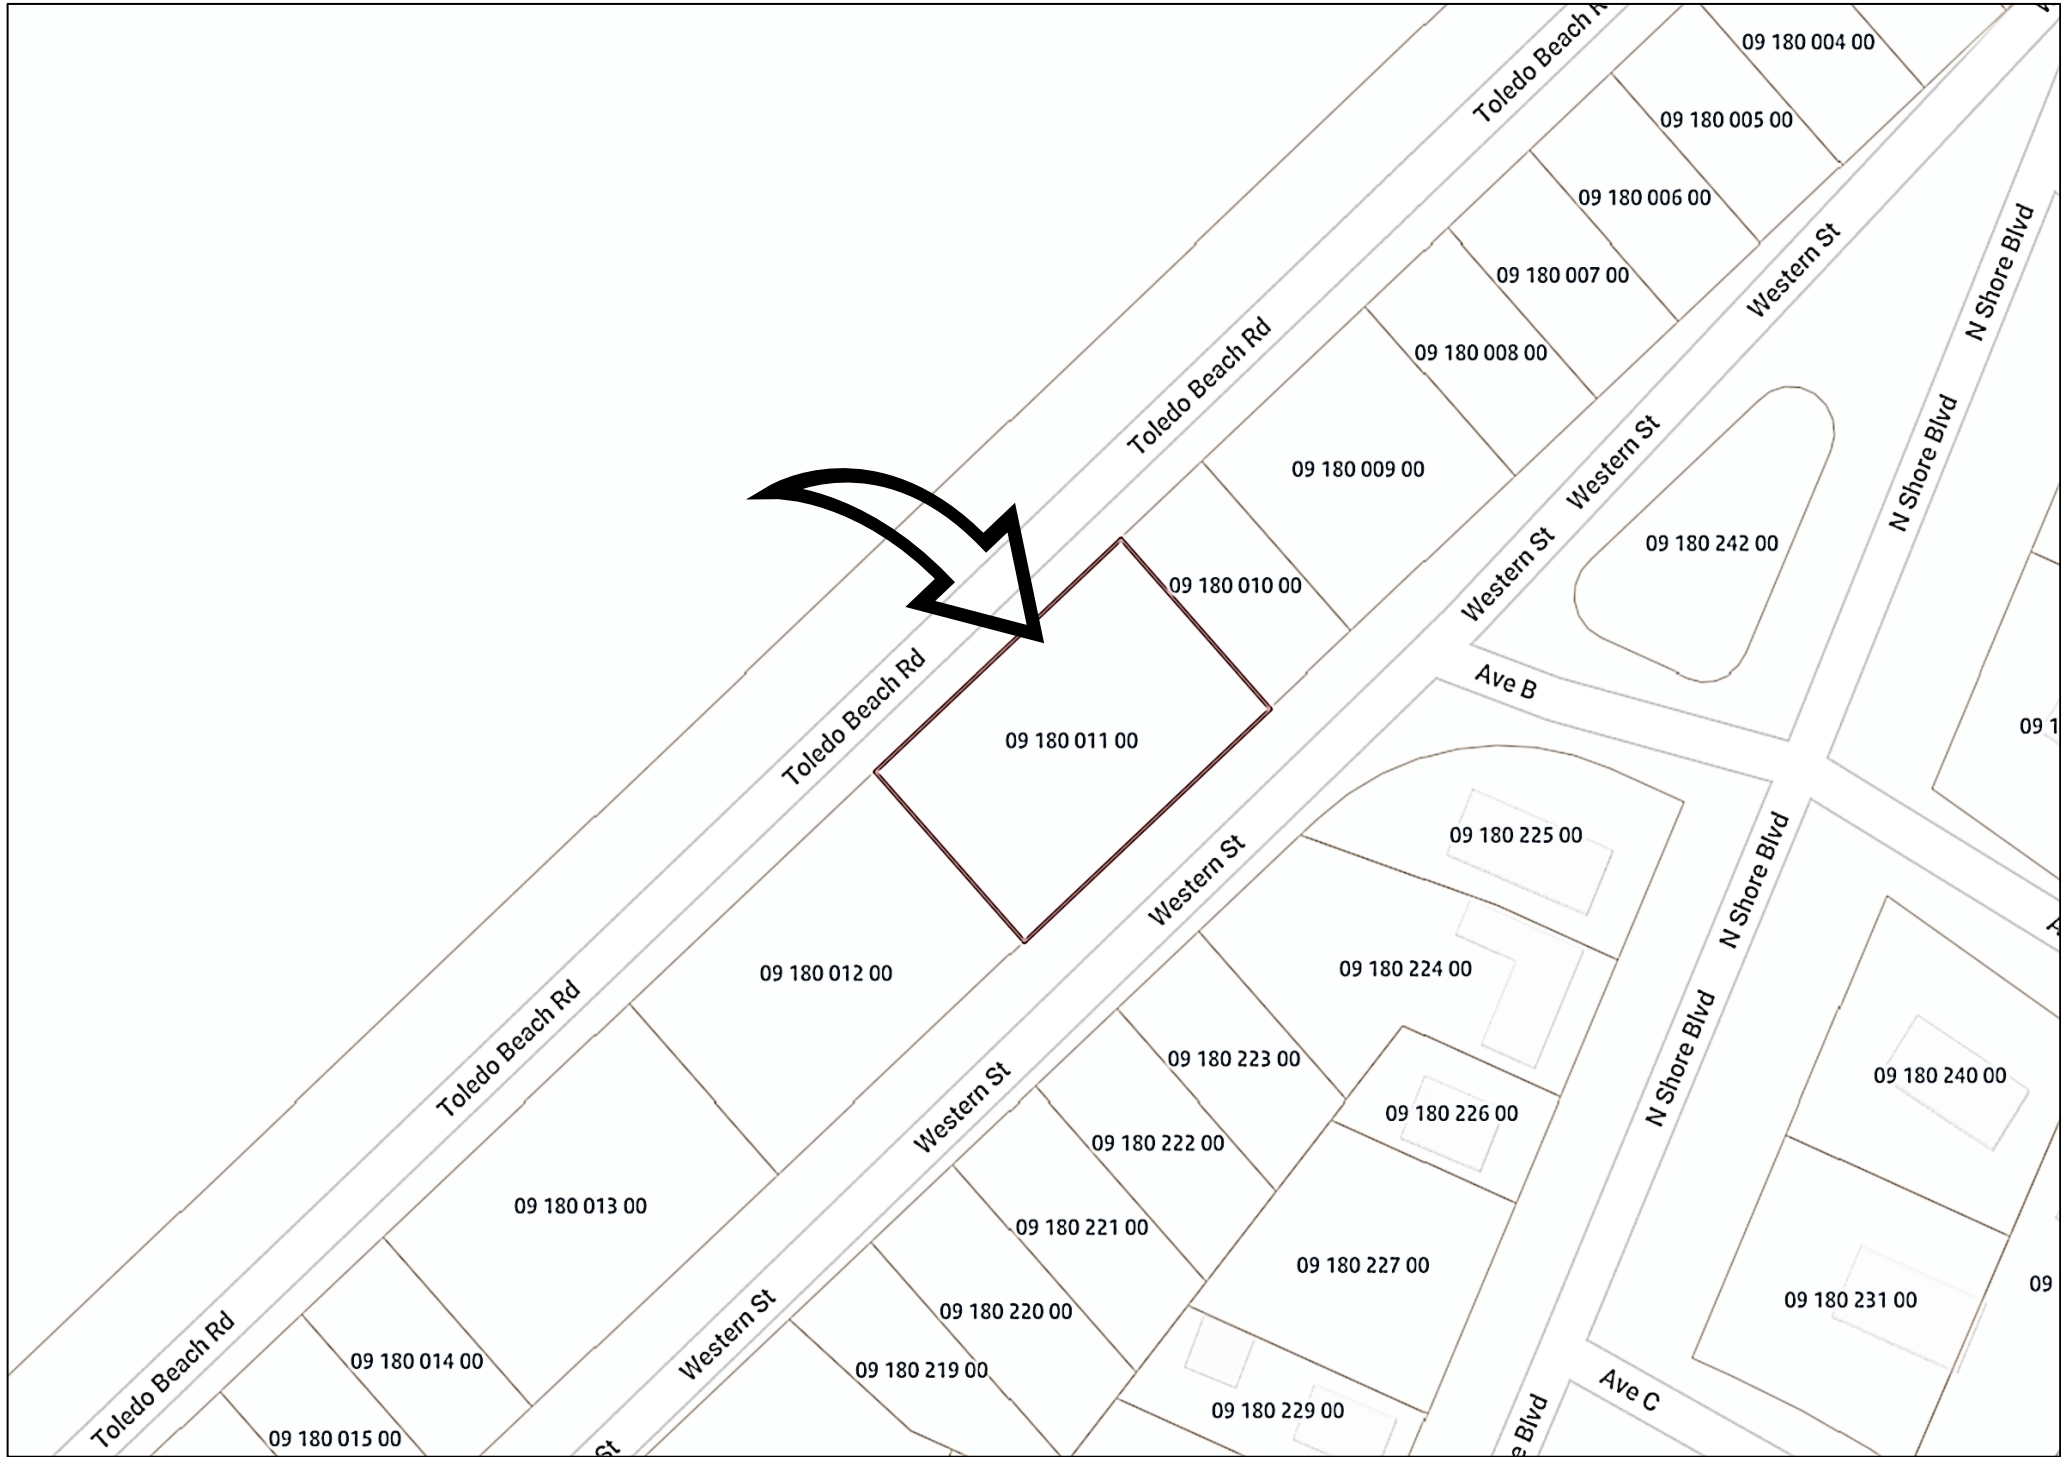 Toledo Beach R
09 180 004 00
09 180 005 00
09 180 006 00
Western St
N Shore Blvd
09 180 007 00
Toledo Beach Rd
09 180 008 00
Western St
N Shore Blvd
09 180 009 00
Western St
09 180 242 00
09 180 010 00
Ave B
Toledo Beach Rd
09 180 011 00
09 1
09 180 225 00
Western St
N Shore Blvd
A
09 180 012 00
09 180 224 00
Toledo Beach Rd
09 180 223 00
N Shore Blvd
09 180 240 00
Western St
09 180 226 00
09 180 222 00
09 180 013 00
09 180 221 00
09 180 227 00
09
09 180 231 00
09 180 220 00
Western St
Toledo Beach Rd
09 180 014 00
09 180 219 00
Ave C
09 180 229 00
e Blvd
09 180 015 00
St